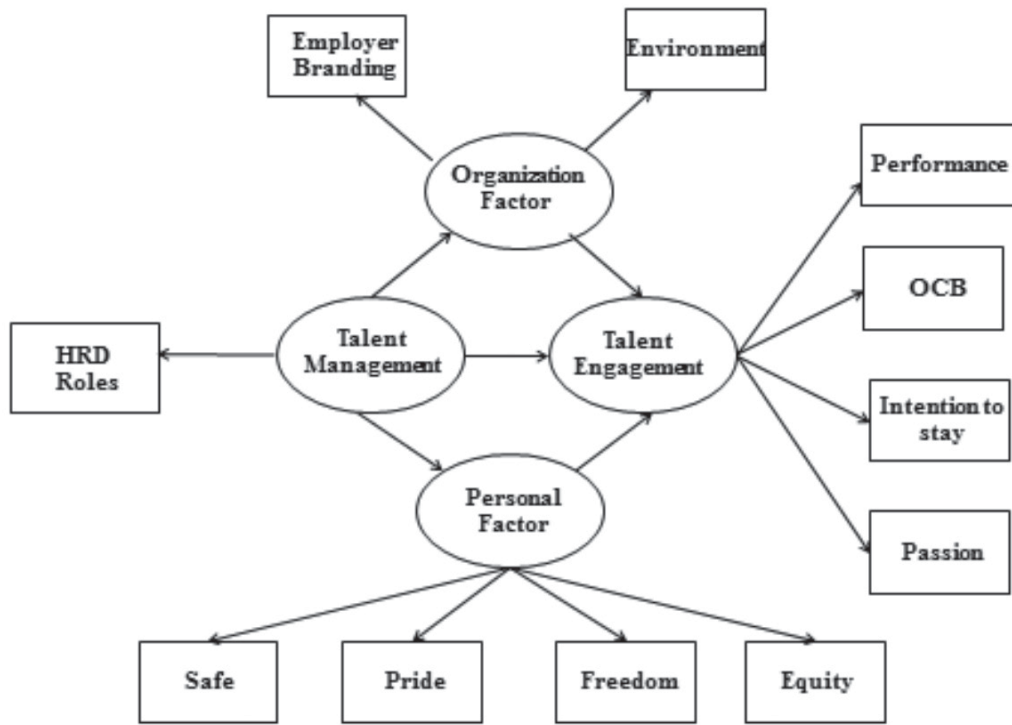 Employer
Branding
Environment
Organization
Factor
Performance
OCB
HRD
Roles
Talent
Management
Talent
Engagement
Intention to
stay
Personal
Factor
Passion
Safe
Pride
Freedom
Equity